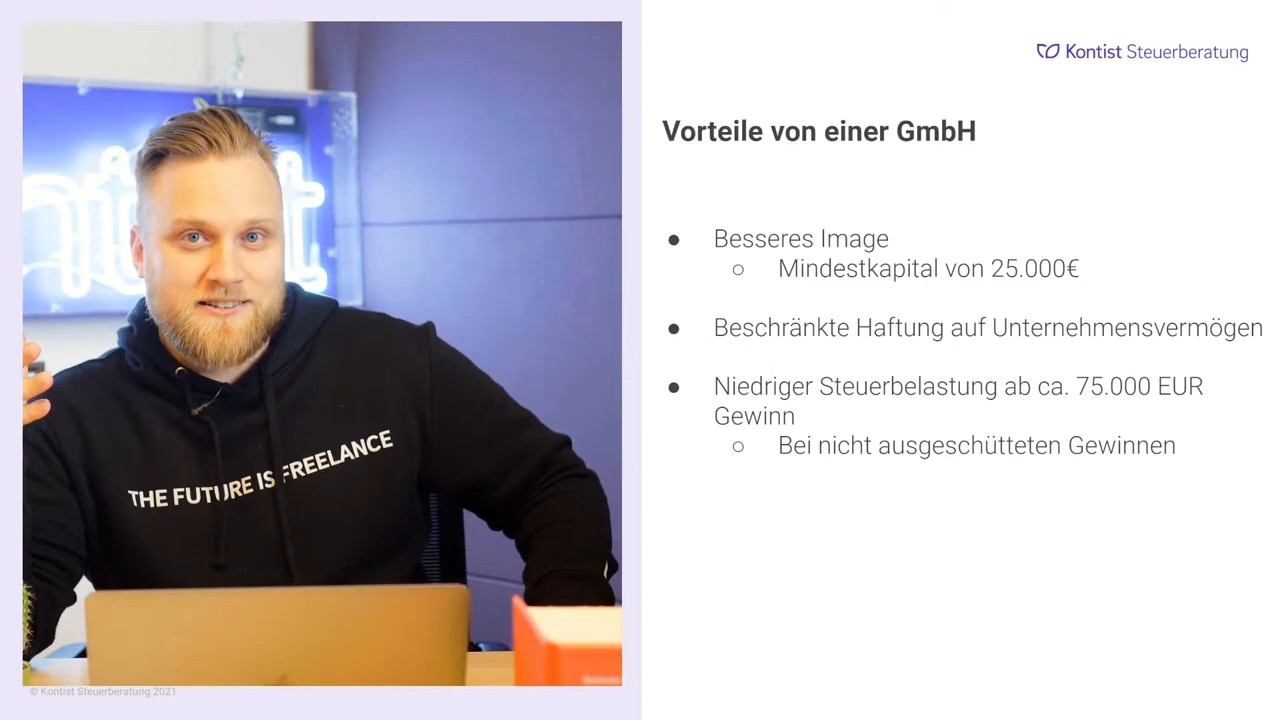 Kontist Steuerberatung
Vorteile von einer GmbH
● Besseres Image
○ Mindestkapital von 25.000€
● Beschränkte Haftung auf Unternehmensvermögen
● Niedriger Steuerbelastung ab ca. 75.000 EUR
Gewinn
○ Bei nicht ausgeschütteten Gewinnen
THE FUTURE IS FREELANCE
© Kontist Steuerberatung 2021